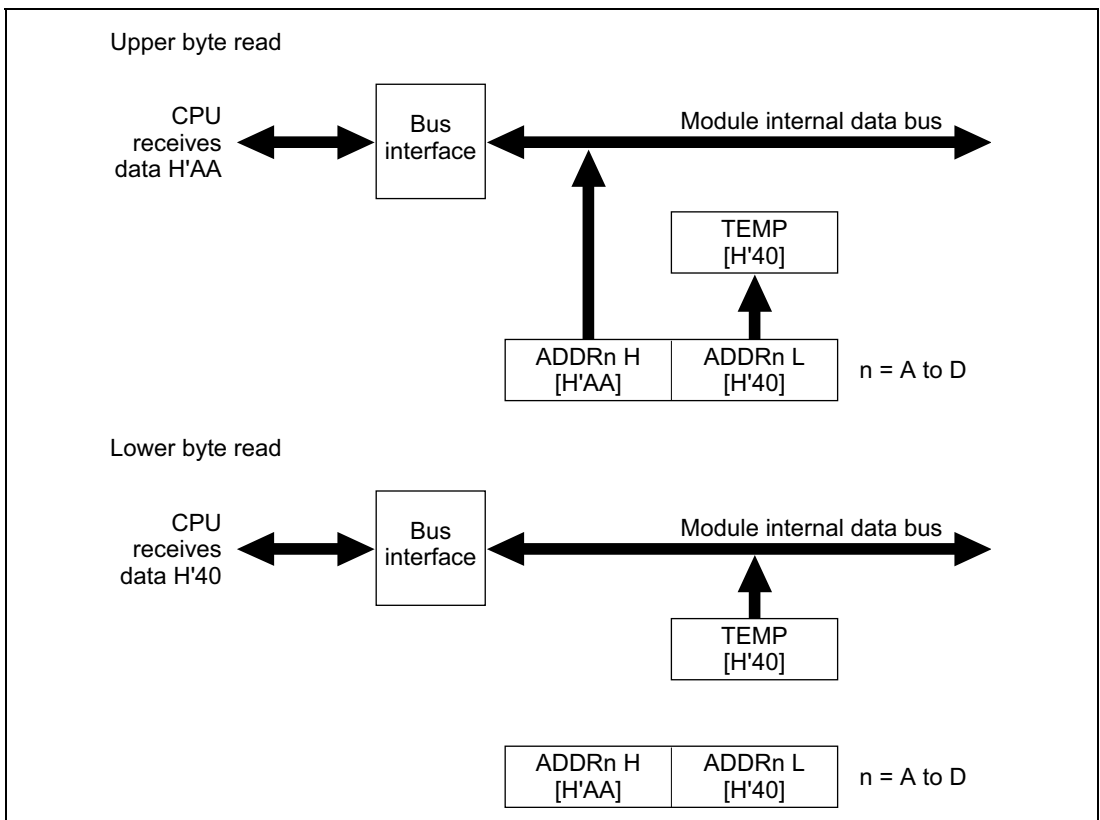 Upper byte read
CPU
receives
data H'AA
Bus
interface
Module internal data bus
TEMP
[H'40]
ADDRn H
[H'AA]
ADDRn L
[H'40]
n = A to D
Lower byte read
CPU
receives
data H'40
Bus
interface
Module internal data bus
TEMP
[H'40]
ADDRn H
[H'AA]
ADDRn L
[H'40]
n = A to D